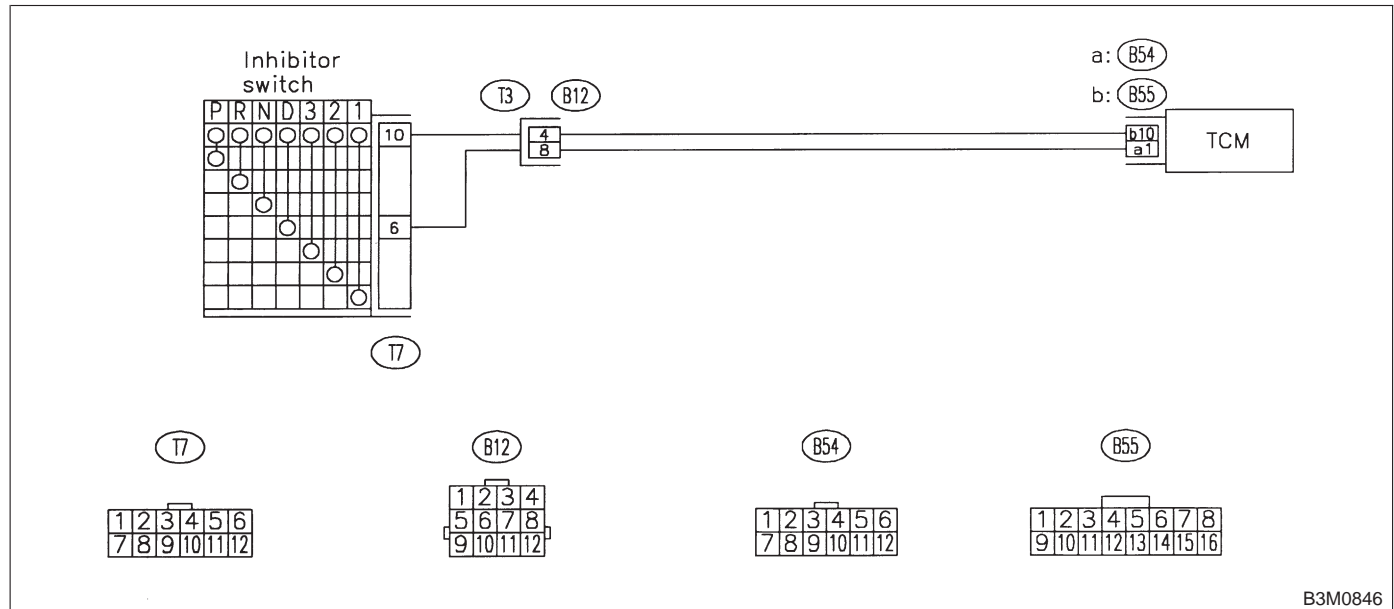 Inhibitor
switch
P R N D 3 2 1
10
6
T7
T3 B12
4
8
a: B54
b: B55
b10
a1
TCM
T7
1 2 3 4 5 6
7 8 9 10 11 12
B12
1 2 3 4
5 6 7 8
9 10 11 12
B54
1 2 3 4 5 6
7 8 9 10 11 12
B55
1 2 3 4 5 6 7 8
9 10 11 12 13 14 15 16
B3M0846